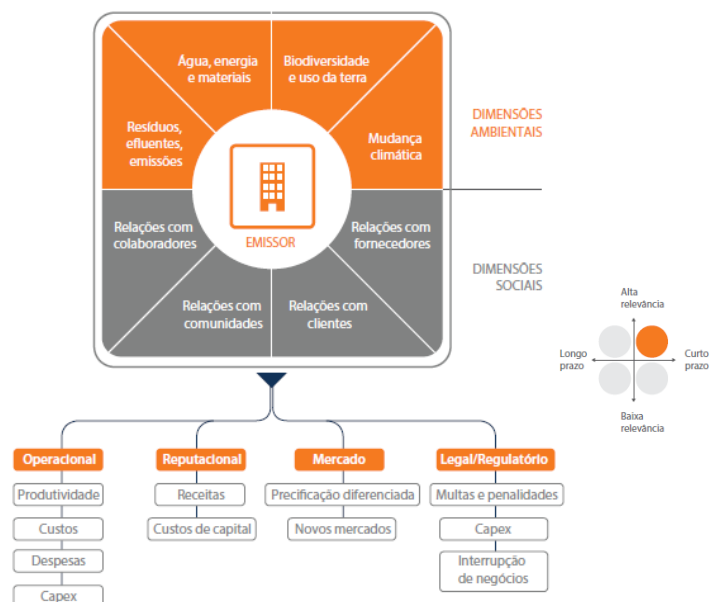 Água, energia
e materiais
Biodiversidade
e uso da terra
Resíduos,
efluentes,
emissões
Mudança
climática
DIMENSÕES
AMBIENTAIS
EMISSOR
Relações com
colaboradores
Relações com
fornecedores
Relações com
comunidades
Relações com
clientes
DIMENSÕES
SOCIAIS
Alta
relevância
Longo
prazo
Curto
prazo
Baixa
relevância
Operacional
Produtividade
Custos
Despesas
Capex
Reputacional
Receitas
Custos de capital
Mercado
Precificação diferenciada
Novos mercados
Legal/Regulatório
Multas e penalidades
Capex
Interrupção
de negócios